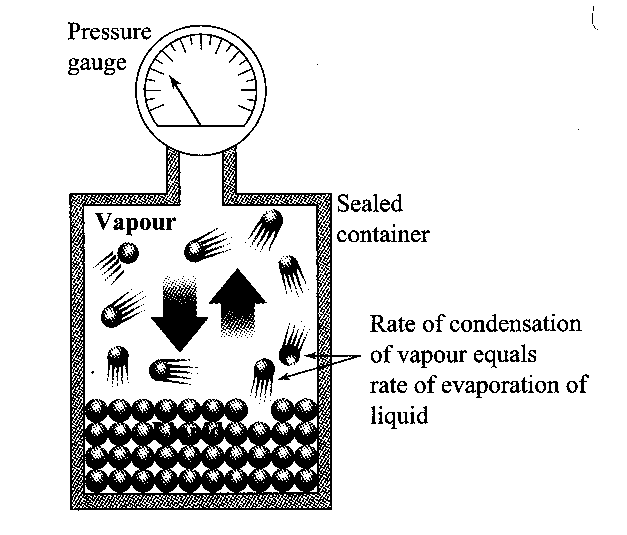 Pressure
gauge
Sealed
container
Vapour
Rate of condensation
of vapour equals
rate of evaporation of
liquid